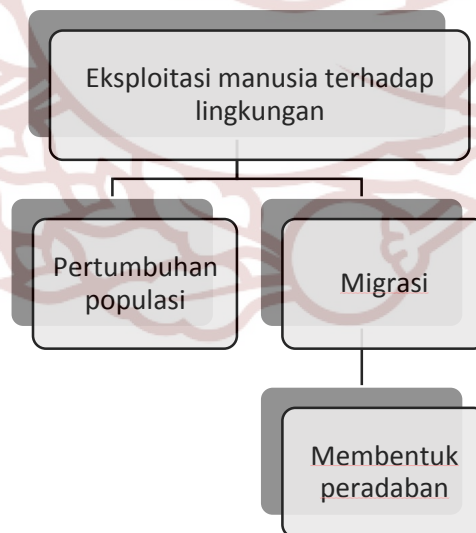 Eksploitasi manusia terhadap
lingkungan
Pertumbuhan
populasi
Migrasi
Membentuk
peradaban